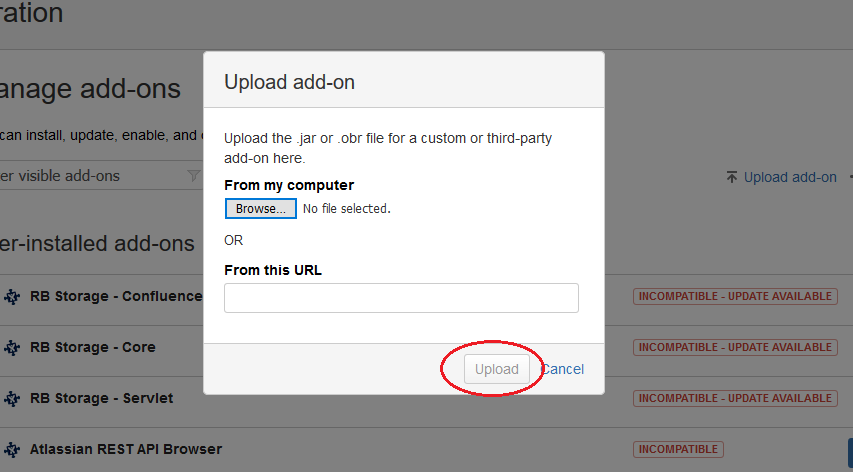 ration
anage add-ons
can install, update, enable, and
er visible add-ons
Upload add-on
er-installed add-ons
RB Storage - Confluence
INCOMPATIBLE - UPDATE AVAILABLE
RB Storage - Core
INCOMPATIBLE - UPDATE AVAILABLE
RB Storage - Servlet
INCOMPATIBLE - UPDATE AVAILABLE
Atlassian REST API Browser
INCOMPATIBLE
Upload add-on
Upload the .jar or .obr file for a custom or third-party
add-on here.
From my computer
Browse... No file selected.
OR
From this URL
Upload Cancel